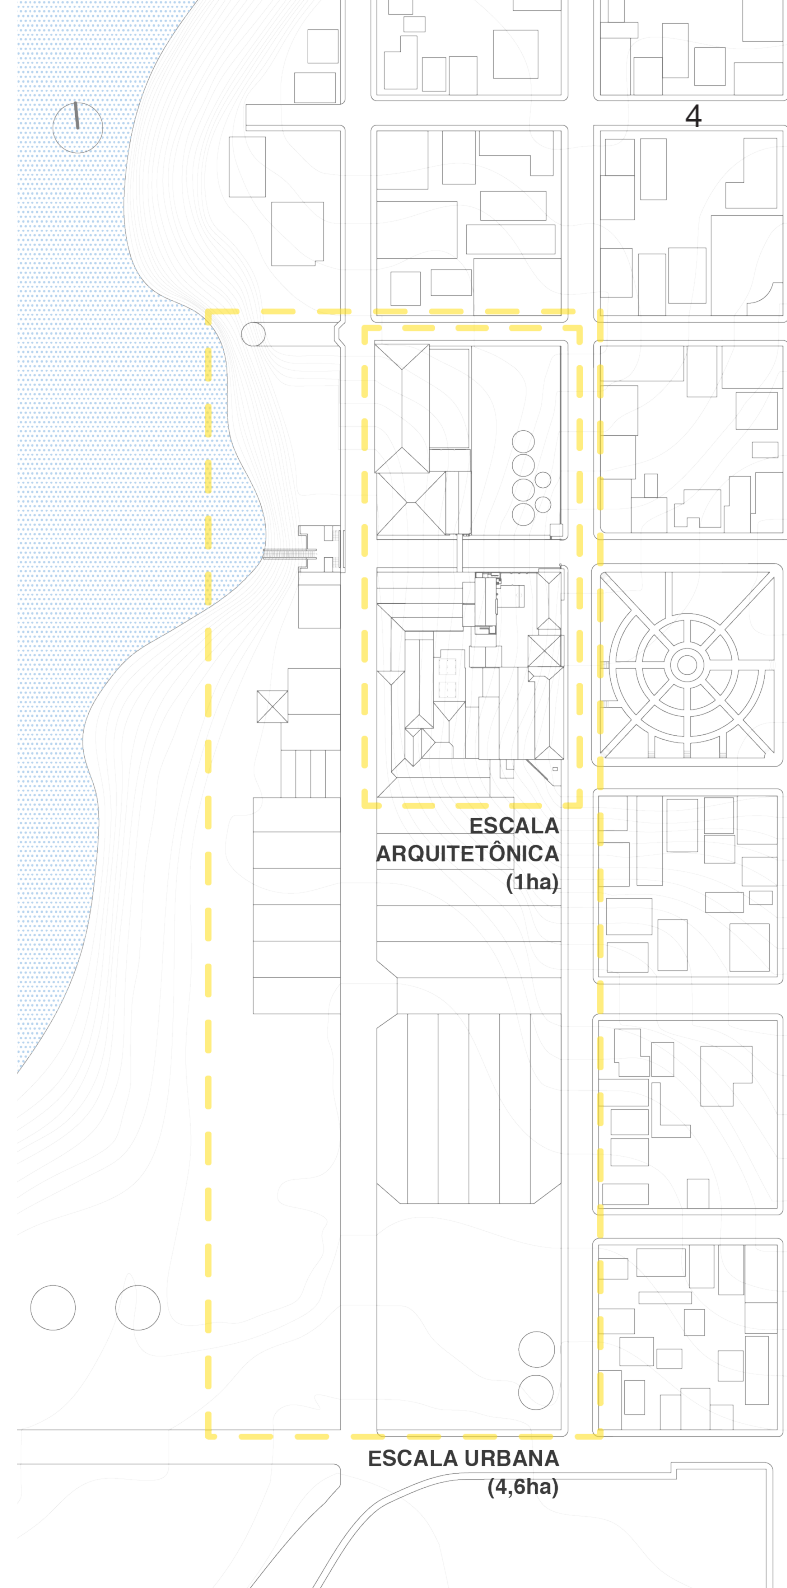 4
ESCALA
ARQUITETÔNICA
(1ha)
ESCALA URBANA
(4,6ha)